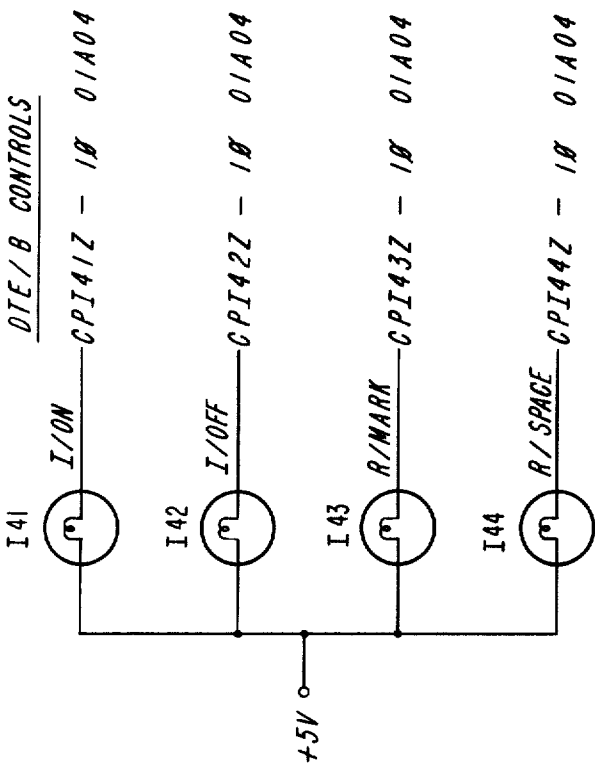 DTE/B CONTROLS
I41
I/ON
CPI41Z - 1Ø 01A04
I42
I/OFF
CPI42Z - 1Ø 01A04
+5V
I43
R/MARK
CPI43Z - 1Ø 01A04
I44
R/SPACE
CPI44Z - 1Ø 01A04